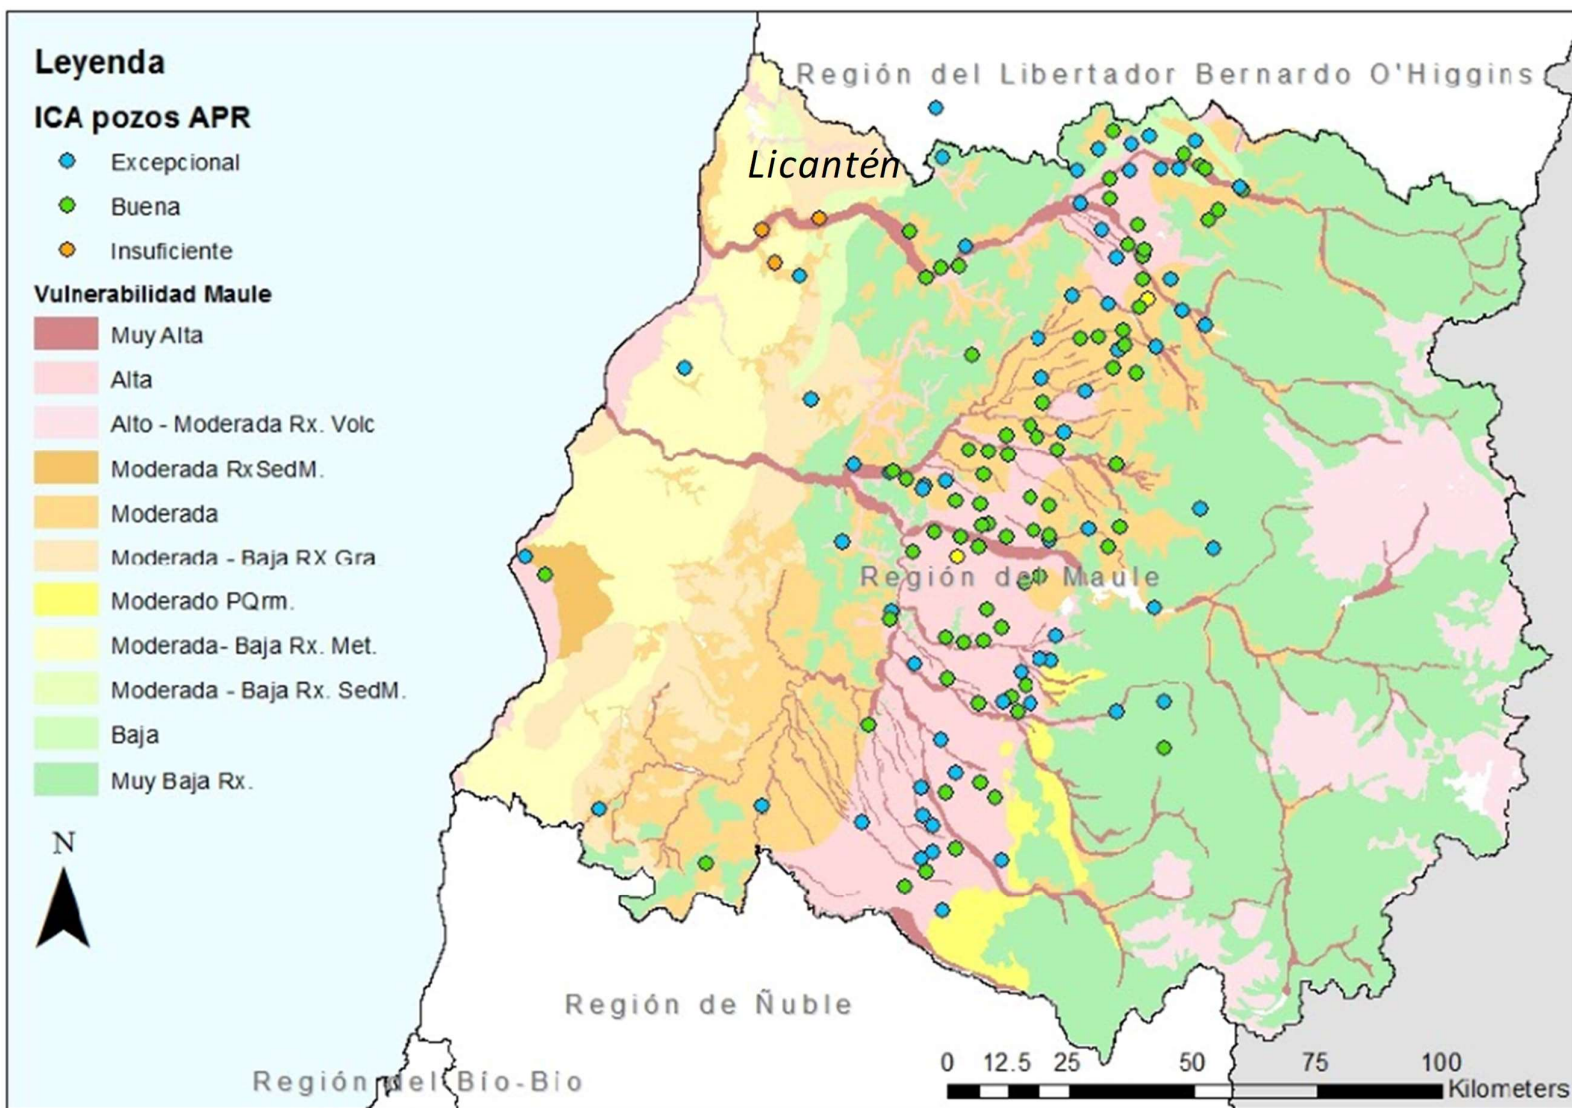 Leyenda
ICA pozos APR
Excepcional
Buena
Insuficiente
Vulnerabilidad Maule
Muy Alta
Alta
Alto - Moderada Rx. Volc
Moderada RxSedM.
Moderada
Moderada - Baja RX Gra.
Moderado PQrm.
Moderada- Baja Rx. Met.
Moderada - Baja Rx. SedM.
Baja
Muy Baja Rx.
N
Región del Libertador Bernardo O'Higgins
Licantén
Región del Maule
Región de Ñuble
Región del Bío-Bío
0 12.5 25 50 75 100
Kilometers